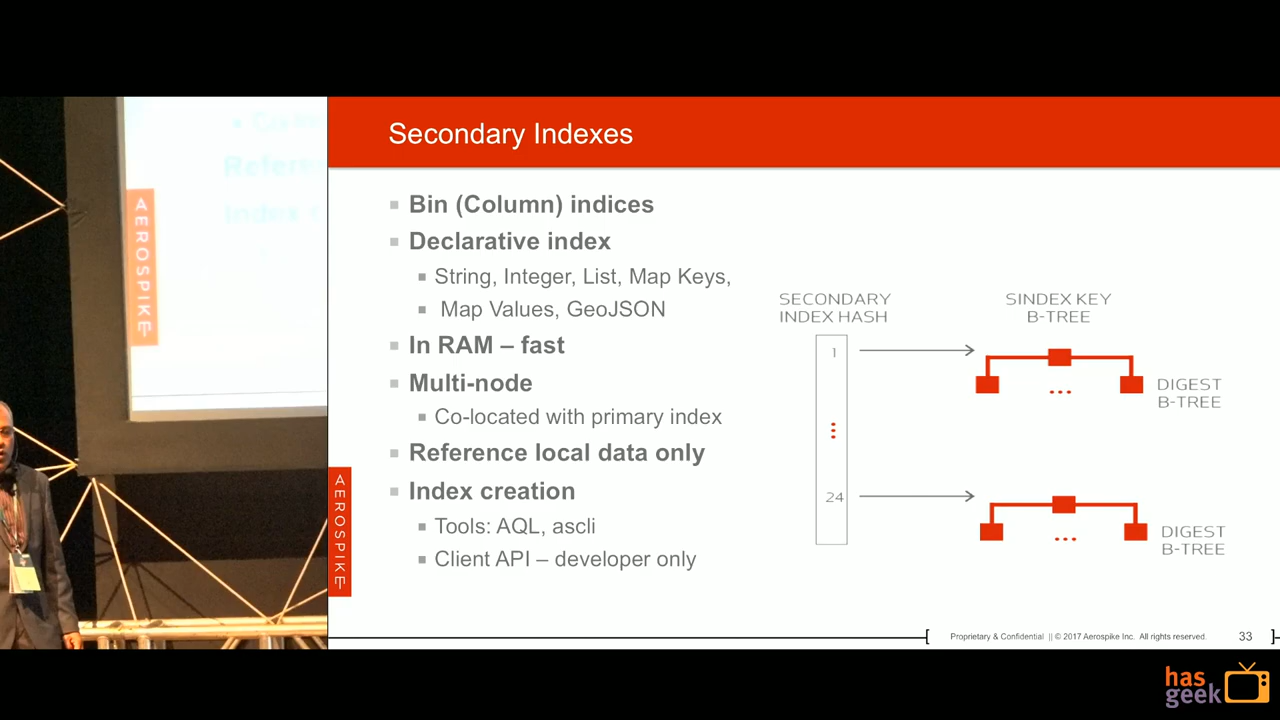 AEROSPIKE
Secondary Indexes
Bin (Column) indices
Declarative index
String, Integer, List, Map Keys,
Map Values, GeoJSON
In RAM – fast
Multi-node
Co-located with primary index
Reference local data only
Index creation
Tools: AQL, ascli
Client API – developer only
SECONDARY
INDEX HASH
1
24
SINDEX KEY
B-TREE
DIGEST
B-TREE
DIGEST
B-TREE
AEROSPIKE
Proprietary & Confidential || © 2017 Aerospike Inc. All rights reserved.
33
has
geek